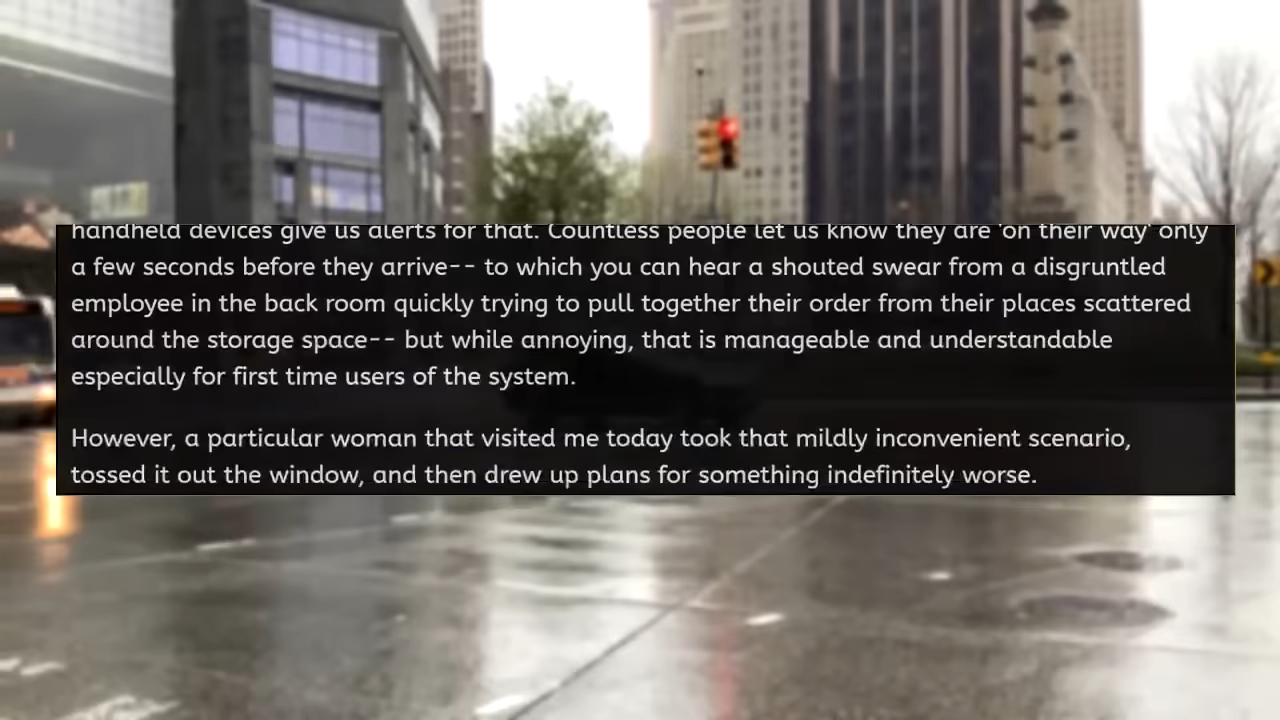 handheld devices give us alerts for that. Countless people let us know they are 'on their way' only
a few seconds before they arrive-- to which you can hear a shouted swear from a disgruntled
employee in the back room quickly trying to pull together their order from their places scattered
around the storage space-- but while annoying, that is manageable and understandable
especially for first time users of the system.
However, a particular woman that visited me today took that mildly inconvenient scenario,
tossed it out the window, and then drew up plans for something indefinitely worse.